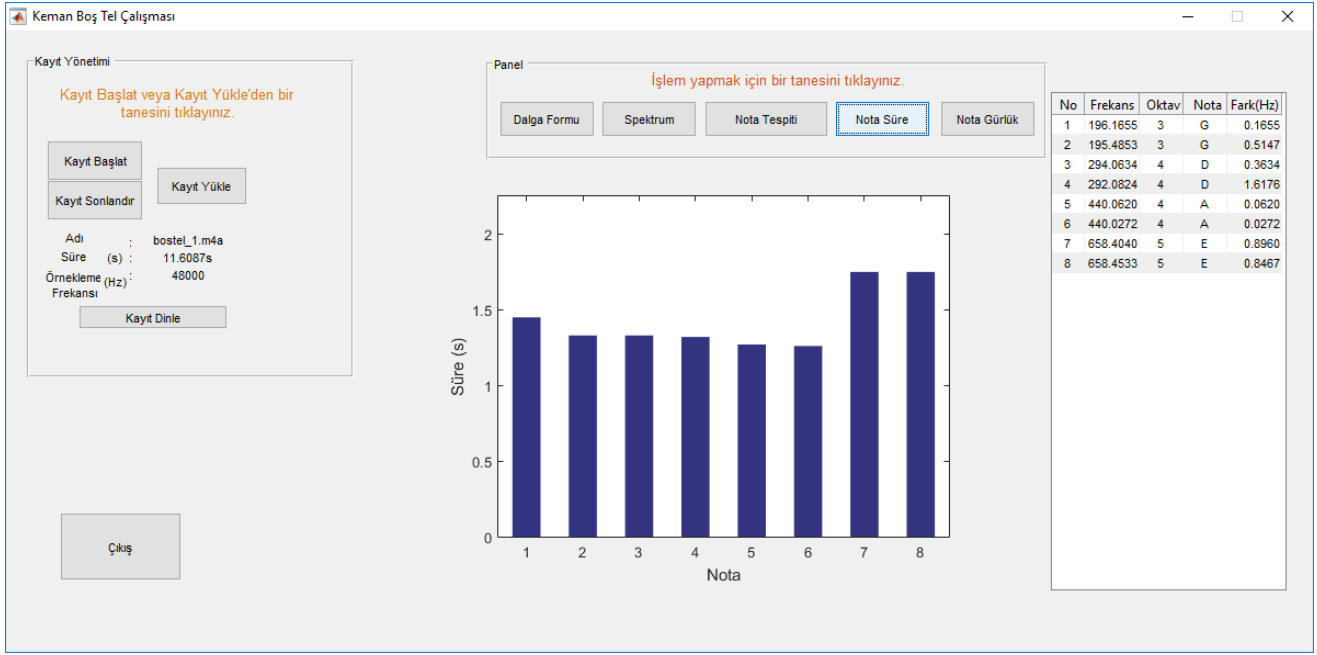 Keman Boş Tel Çalışması
Kayıt Yönetimi
Kayıt Başlat veya Kayıt Yükle'den bir
tanesini tıklayınız.
Kayıt Başlat
Kayıt Yükle
Kayıt Sonlandır
Adı : bostel_1.m4a
Süre (s) : 11.6087s
Örnekleme (Hz) : 48000
Frekansı
Kayıt Dinle
Çıkış
Panel
İşlem yapmak için bir tanesini tıklayınız.
Dalga Formu Spektrum Nota Tespiti Nota Süre Nota Gürlük
2
1.5
1
0.5
0
Süre (s)
1 2 3 4 5 6 7 8
Nota
No Frekans Oktav Nota Fark(Hz)
1 196.1655 3 G 0.1655
2 195.4853 3 G 0.5147
3 294.0634 4 D 0.3634
4 292.0824 4 D 1.6176
5 440.0620 4 A 0.0620
6 440.0272 4 A 0.0272
7 658.4040 5 E 0.8960
8 658.4533 5 E 0.8467